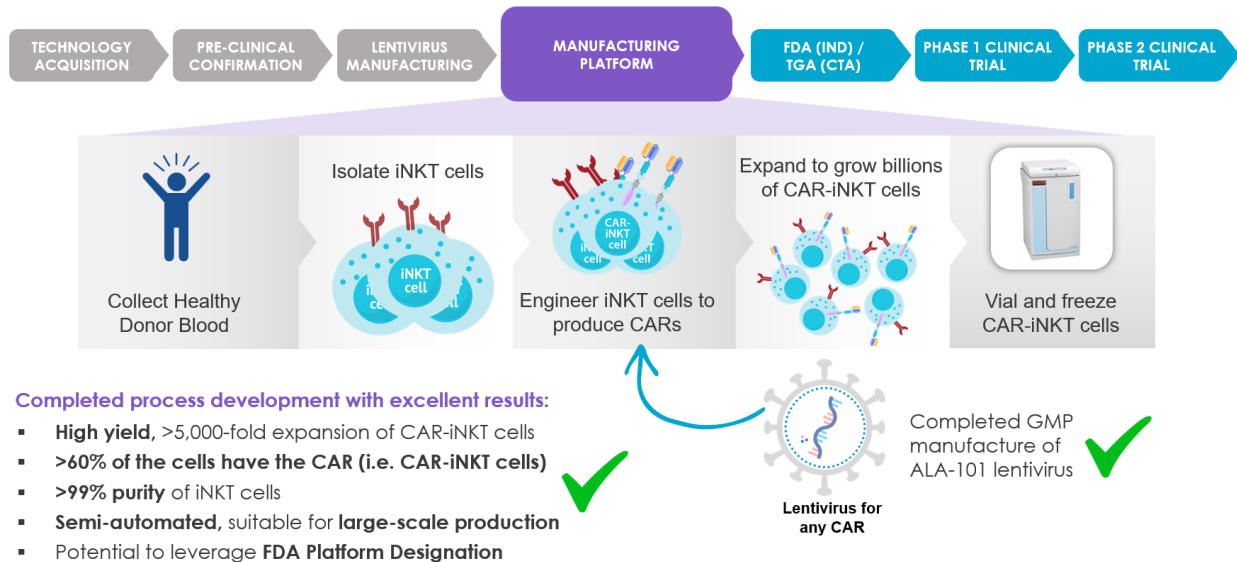 TECHNOLOGY
ACQUISITION
PRE-CLINICAL
CONFIRMATION
LENTIVIRUS
MANUFACTURING
MANUFACTURING
PLATFORM
FDA (IND) /
TGA (CTA)
PHASE 1 CLINICAL
TRIAL
PHASE 2 CLINICAL
TRIAL
Collect Healthy
Donor Blood
Isolate iNKT cells
iNKT
cell
Engineer iNKT cells to
produce CARs
CAR-
iNKT
cell
cell
cell
Expand to grow billions
of CAR-iNKT cells
Vial and freeze
CAR-iNKT cells
Completed process development with excellent results:
▪ High yield, >5,000-fold expansion of CAR-iNKT cells
▪ >60% of the cells have the CAR (i.e. CAR-iNKT cells)
▪ >99% purity of iNKT cells
▪ Semi-automated, suitable for large-scale production
▪ Potential to leverage FDA Platform Designation
Lentivirus for
any CAR
Completed GMP
manufacture of
ALA-101 lentivirus